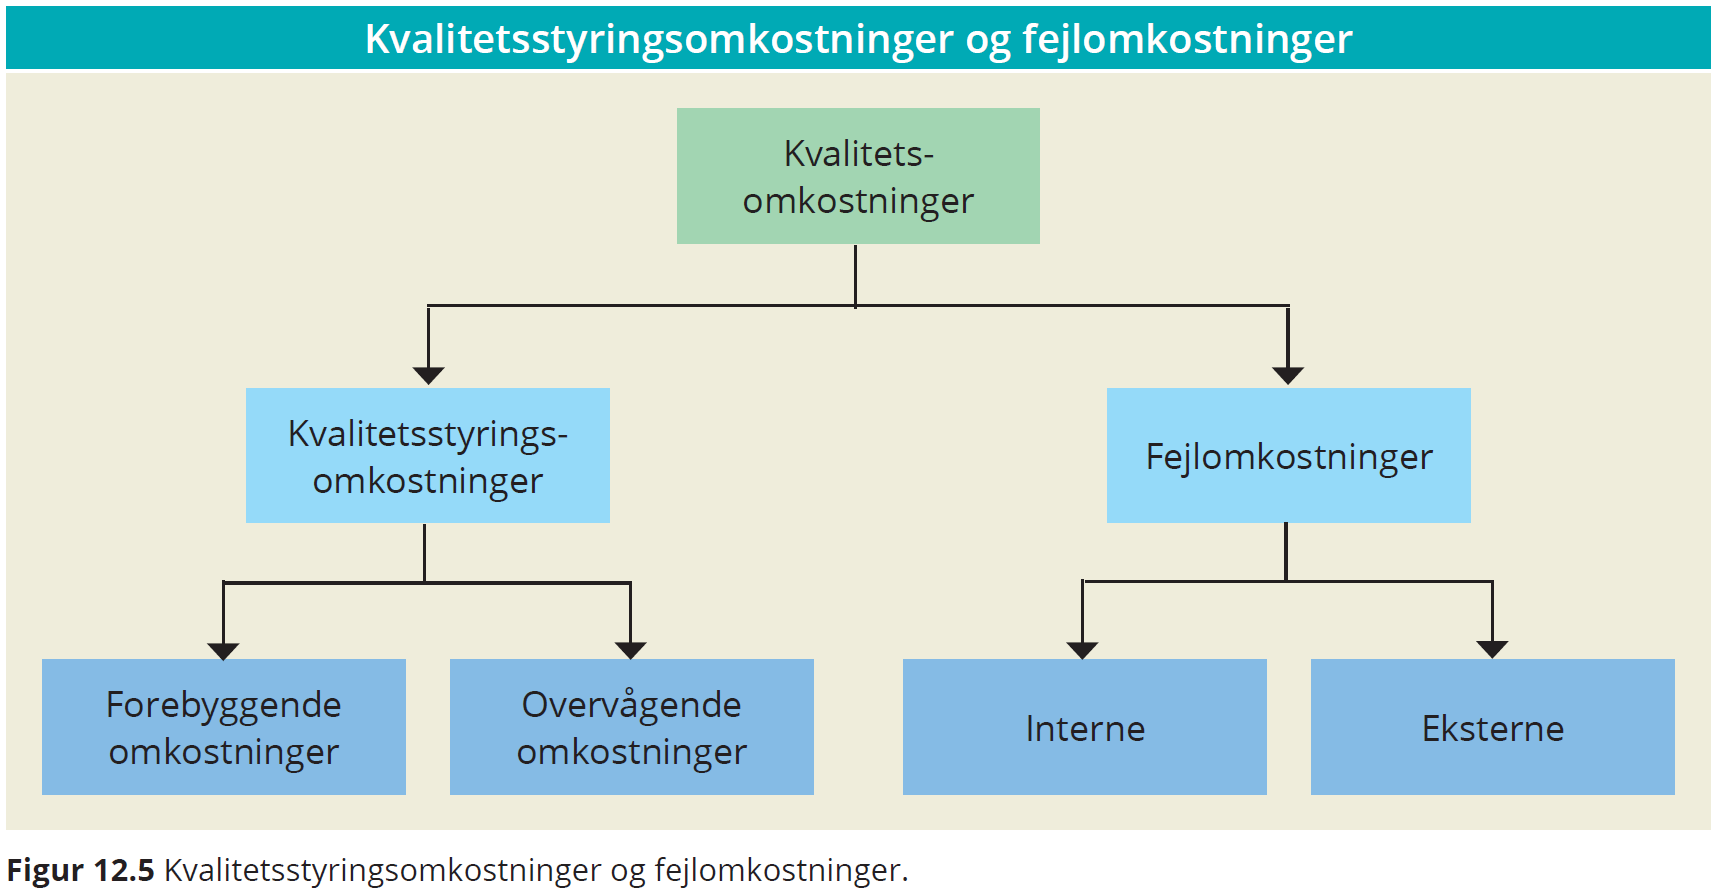 Kvalitetsstyringsomkostninger og fejlomkostninger
Kvalitets-
omkostninger
Kvalitetsstyrings-
omkostninger
Fejlomkostninger
Forebyggende
omkostninger
Overvågende
omkostninger
Interne
Eksterne
Figur 12.5 Kvalitetsstyringsomkostninger og fejlomkostninger.